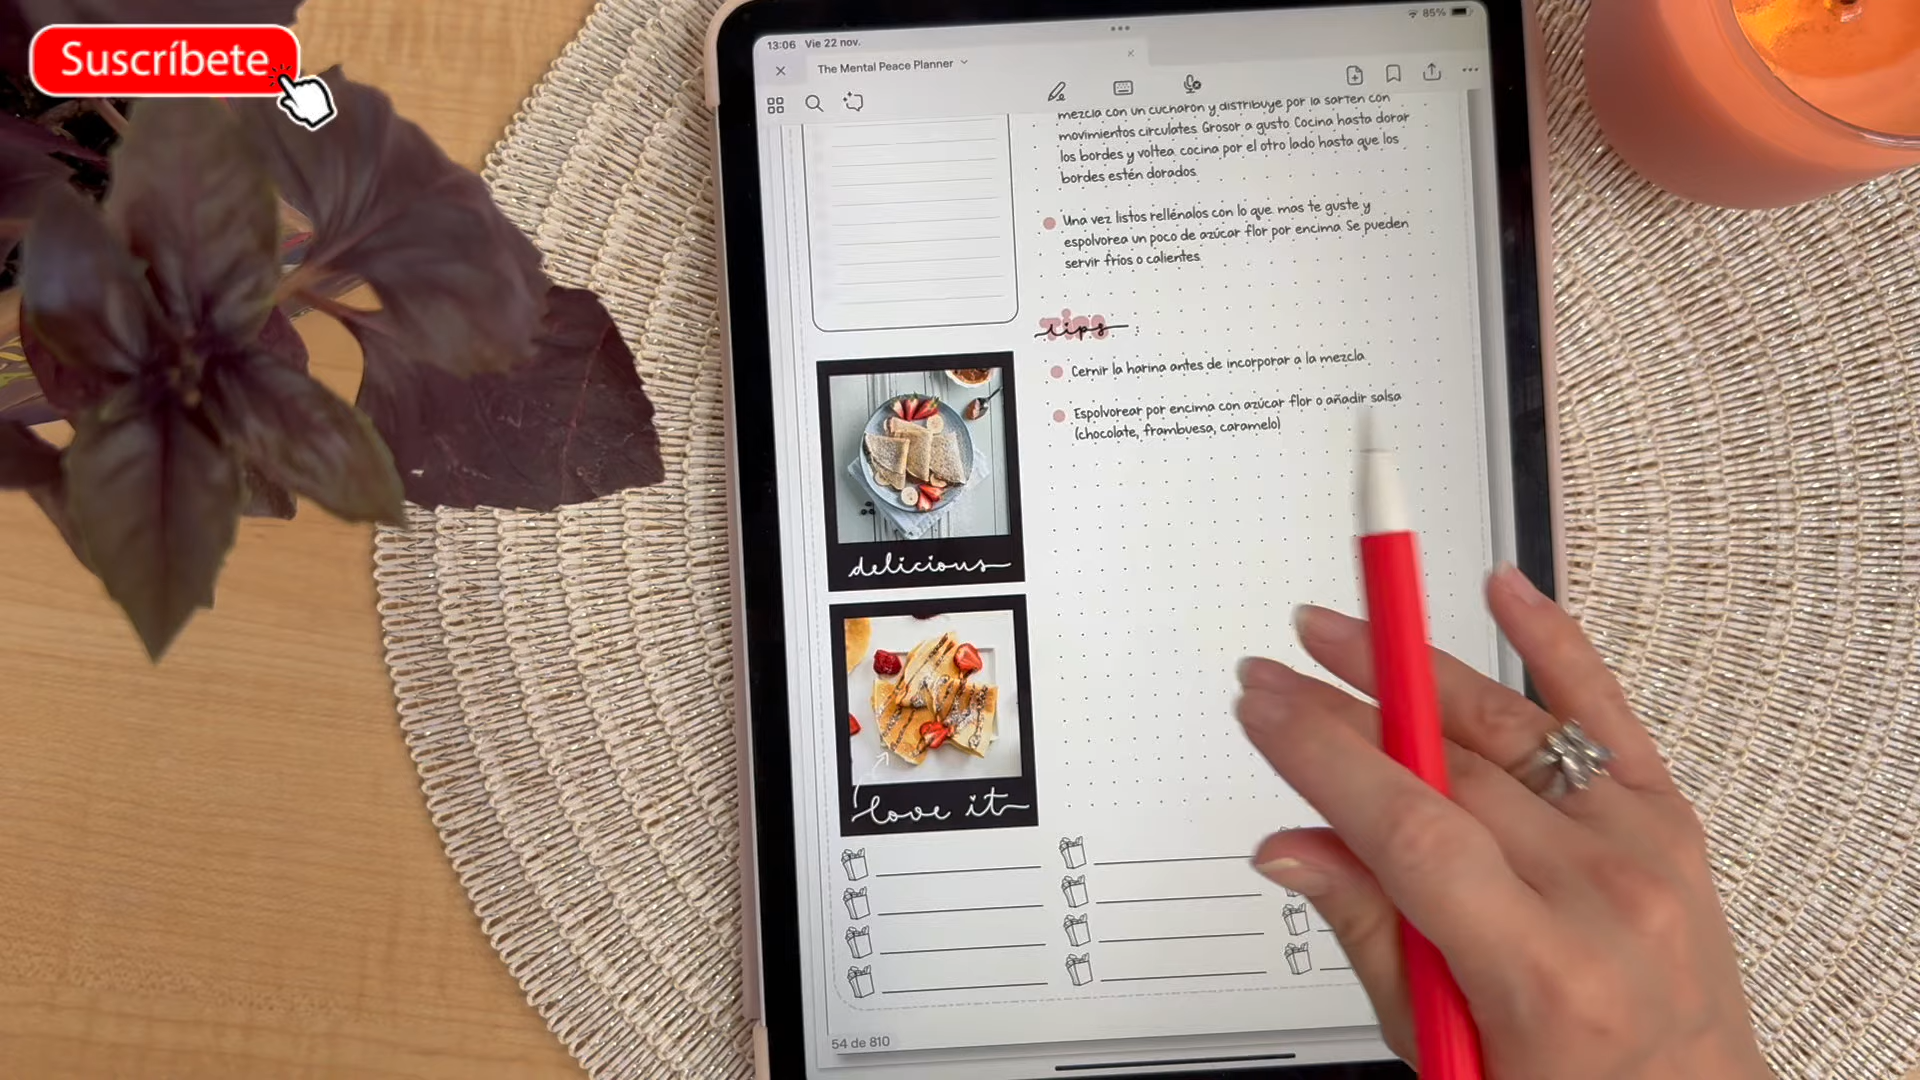 Suscríbete
13:06 Vie 22 nov.
85%
The Mental Peace Planner
mezcla con un cucharon y distribuye por la sarten con
movimientos circulates. Grosor a gusto Cocina hasta dorar
los bordes y voltea cocina por el otro lado hasta que los
bordes estén dorados
Una vez listos rellénalos con lo que mas te guste y
espolvorea un poco de azúcar flor por encima Se pueden
servir fríos o calientes
tips :
Cernir la harina antes de incorporar a la mezcla
Espolvorear por encima con azúcar flor o añadir salsa
(chocolate, frambuesa, caramelo)
delicious
love it
54 de 810